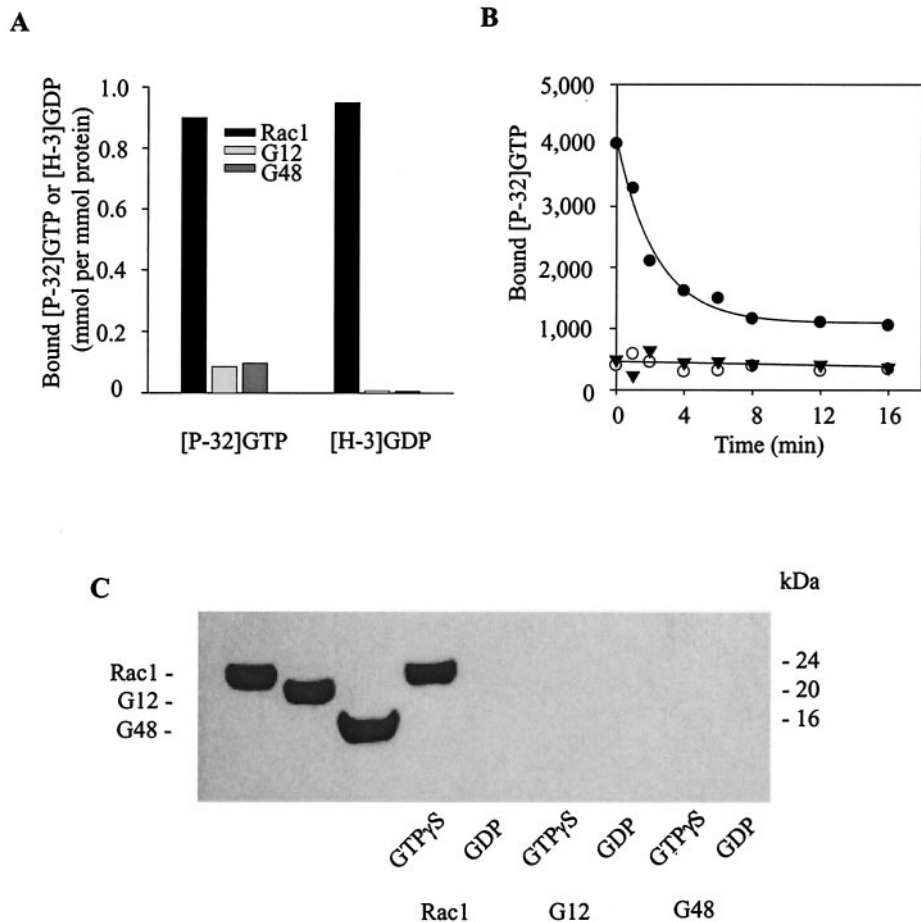 A
Bound [P-32]GTP or [H-3]GDP
(mmol per mmol protein)
1.0
0.8
0.6
0.4
0.2
0
Rac1
G12
G48
[P-32]GTP [H-3]GDP
B
Bound [P-32]GTP
5,000
4,000
3,000
2,000
1,000
0
0 4 8 12 16
Time (min)
C
kDa
Rac1 -
G12 -
G48 -
- 24
- 20
- 16
GTPγS GDP GTPγS GDP GTPγS GDP
Rac1 G12 G48